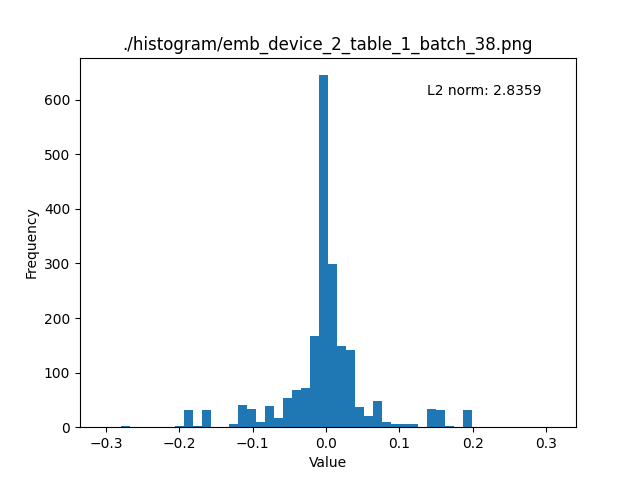 ./histogram/emb_device_2_table_1_batch_38.png
L2 norm: 2.8359
600
500
400
300
200
100
0
Frequency
−0.3 −0.2 −0.1 0.0 0.1 0.2 0.3
Value